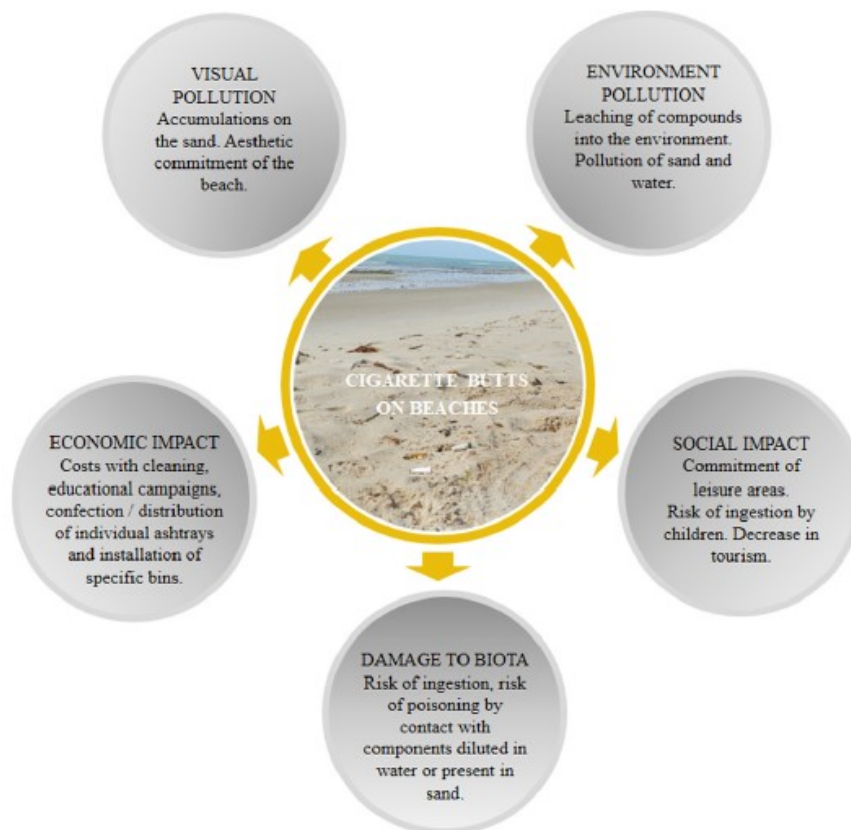 VISUAL
POLLUTION
Accumulations on
the sand. Aesthetic
commitment of the
beach.
ENVIRONMENT
POLLUTION
Leaching of compounds
into the environment.
Pollution of sand and
water.
CIGARETTE BUTTS
ON BEACHES
ECONOMIC IMPACT
Costs with cleaning,
educational campaigns,
confection / distribution
of individual ashtrays
and installation of
specific bins.
SOCIAL IMPACT
Commitment of
leisure areas.
Risk of ingestion by
children. Decrease in
tourism.
DAMAGE TO BIOTA
Risk of ingestion, risk
of poisoning by
contact with
components diluted in
water or present in
sand.